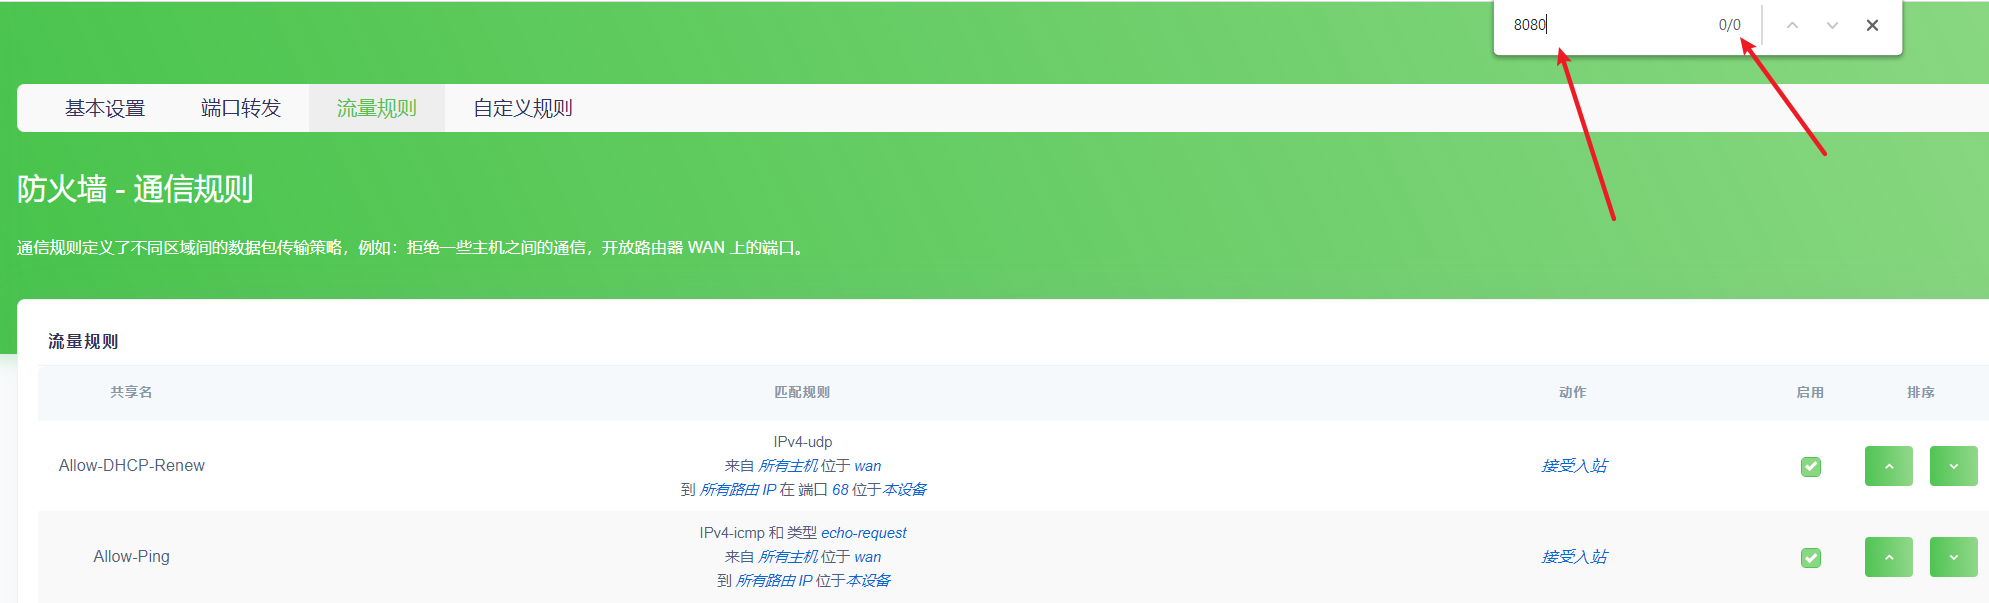 8080 0/0
基本设置 端口转发 流量规则 自定义规则
防火墙 - 通信规则
通信规则定义了不同区域间的数据包传输策略，例如：拒绝一些主机之间的通信，开放路由器 WAN 上的端口。
流量规则
共享名 匹配规则 动作 启用 排序
IPv4-udp
Allow-DHCP-Renew 来自 所有主机 位于 wan 接受入站
到 所有路由 IP 在 端口 68 位于本设备
IPv4-icmp 和 类型 echo-request
Allow-Ping 来自 所有主机 位于 wan 接受入站
到 所有路由 IP 位于本设备